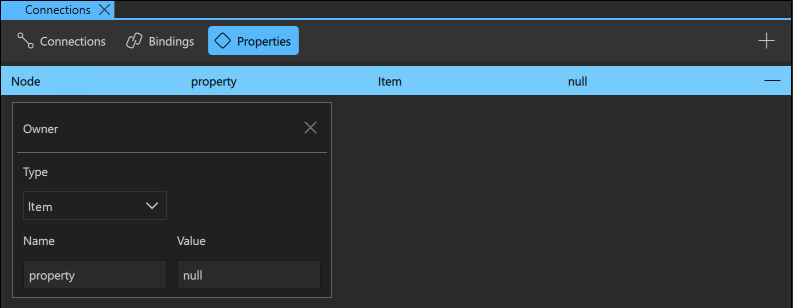 Connections
Connections Bindings Properties
Node property Item null
Owner
Type
Item
Name Value
property null